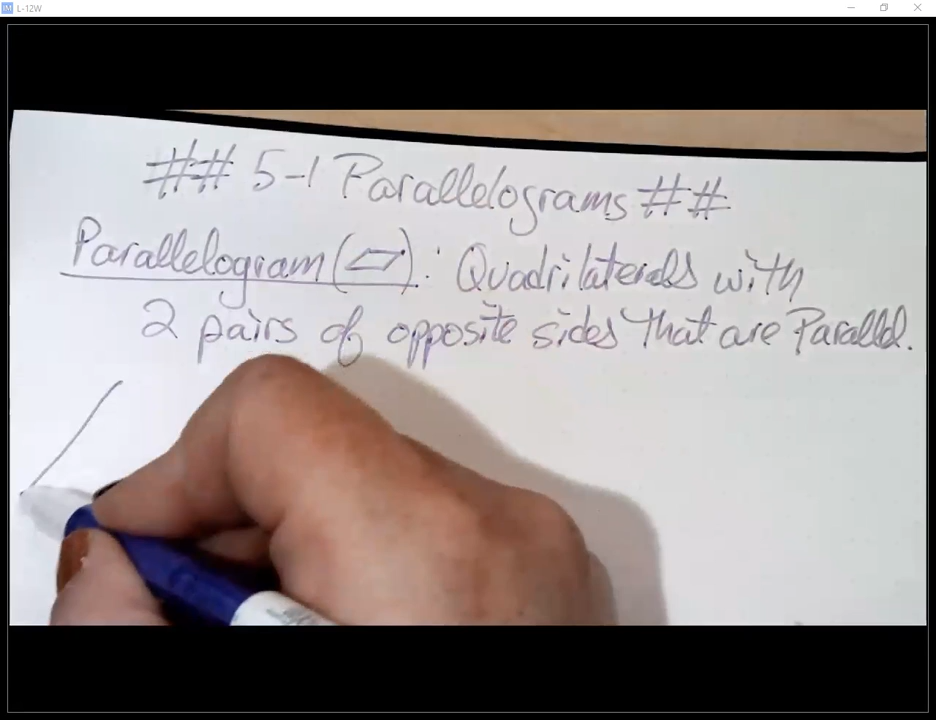 L-12W
## 5-1 Parallelograms ##
Parallelogram (▱): Quadrilaterals with
2 pairs of opposite sides that are Parallel.